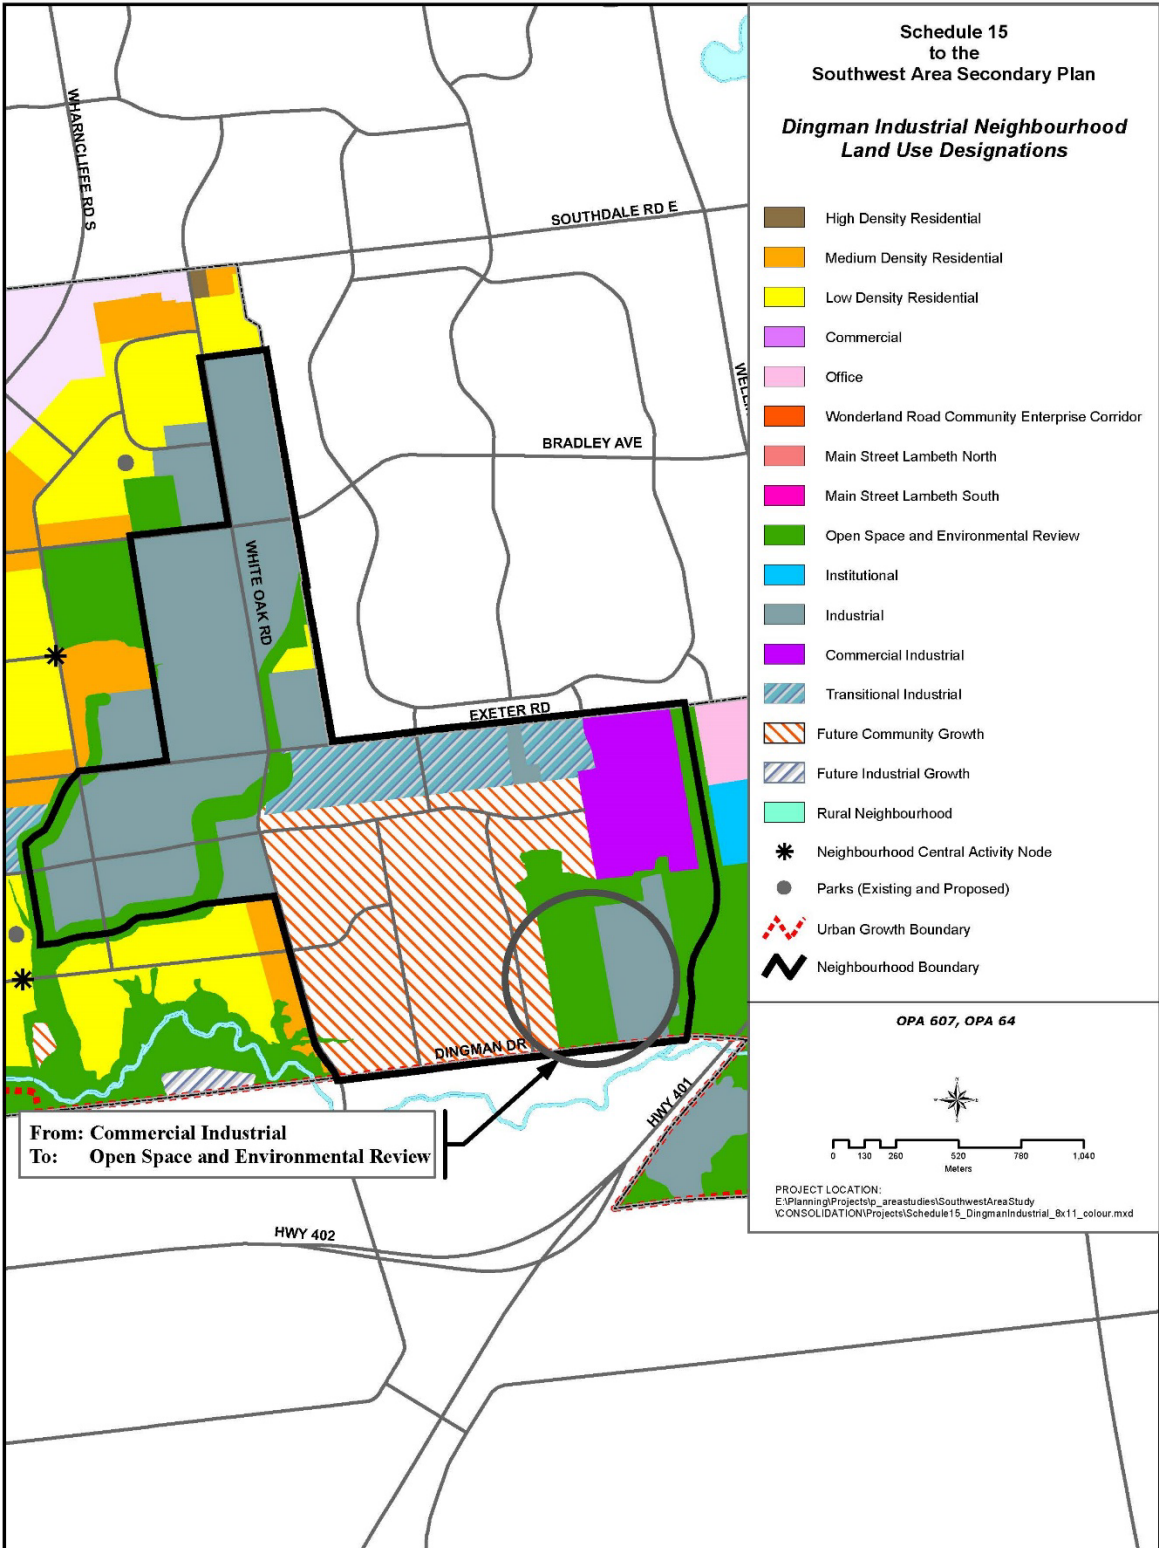 Schedule 15
to the
Southwest Area Secondary Plan
Dingman Industrial Neighbourhood
Land Use Designations
High Density Residential
Medium Density Residential
Low Density Residential
Commercial
Office
Wonderland Road Community Enterprise Corridor
Main Street Lambeth North
Main Street Lambeth South
Open Space and Environmental Review
Institutional
Industrial
Commercial Industrial
Transitional Industrial
Future Community Growth
Future Industrial Growth
Rural Neighbourhood
Neighbourhood Central Activity Node
Parks (Existing and Proposed)
Urban Growth Boundary
Neighbourhood Boundary
OPA 607, OPA 64
0 130 260 520 780 1,040
Meters
PROJECT LOCATION:
E:\Planning\Projects\p_areastudies\SouthwestAreaStudy
\CONSOLIDATION\Projects\Schedule15_DingmanIndustrial_8x11_colour.mxd
WHARNCLIFFE RD S
SOUTHDALE RD E
BRADLEY AVE
WHITE OAK RD
EXETER RD
DINGMAN DR
HWY 401
HWY 402
From: Commercial Industrial
To: Open Space and Environmental Review